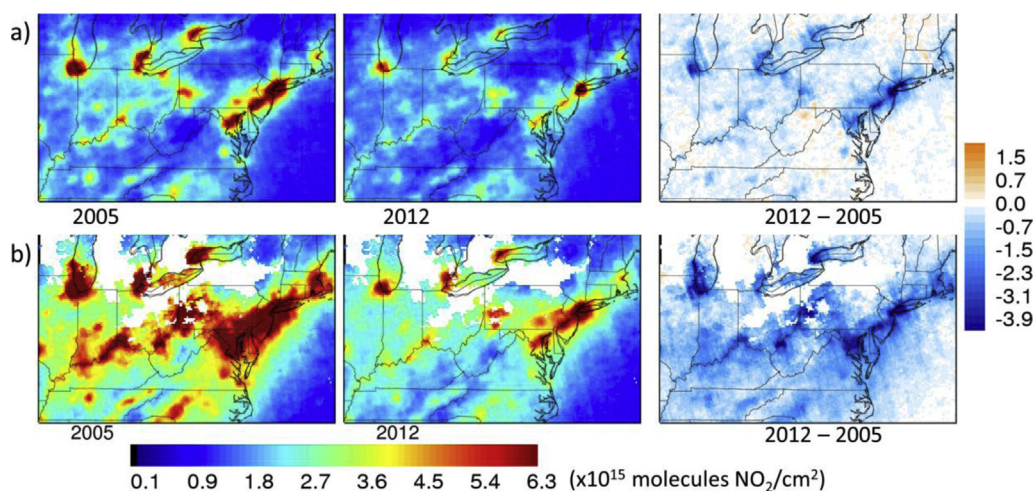 a)
2005
2012
2012 – 2005
1.5
0.7
0.0
-0.7
-1.5
-2.3
-3.1
-3.9
b)
2005
2012
2012 – 2005
0.1 0.9 1.8 2.7 3.6 4.5 5.4 6.3 (x10¹⁵ molecules NO₂/cm²)